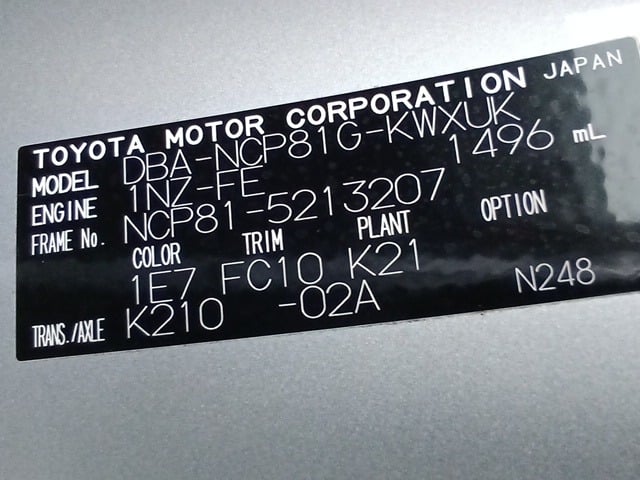 TOYOTA MOTOR CORPORATION JAPAN
MODEL DBA-NCP81G-KWXUK
ENGINE 1NZ-FE 1496 mL
FRAME No. NCP81-5213207
COLOR TRIM PLANT OPTION
1E7 FC10 K21
TRANS./AXLE K210 -02A N248